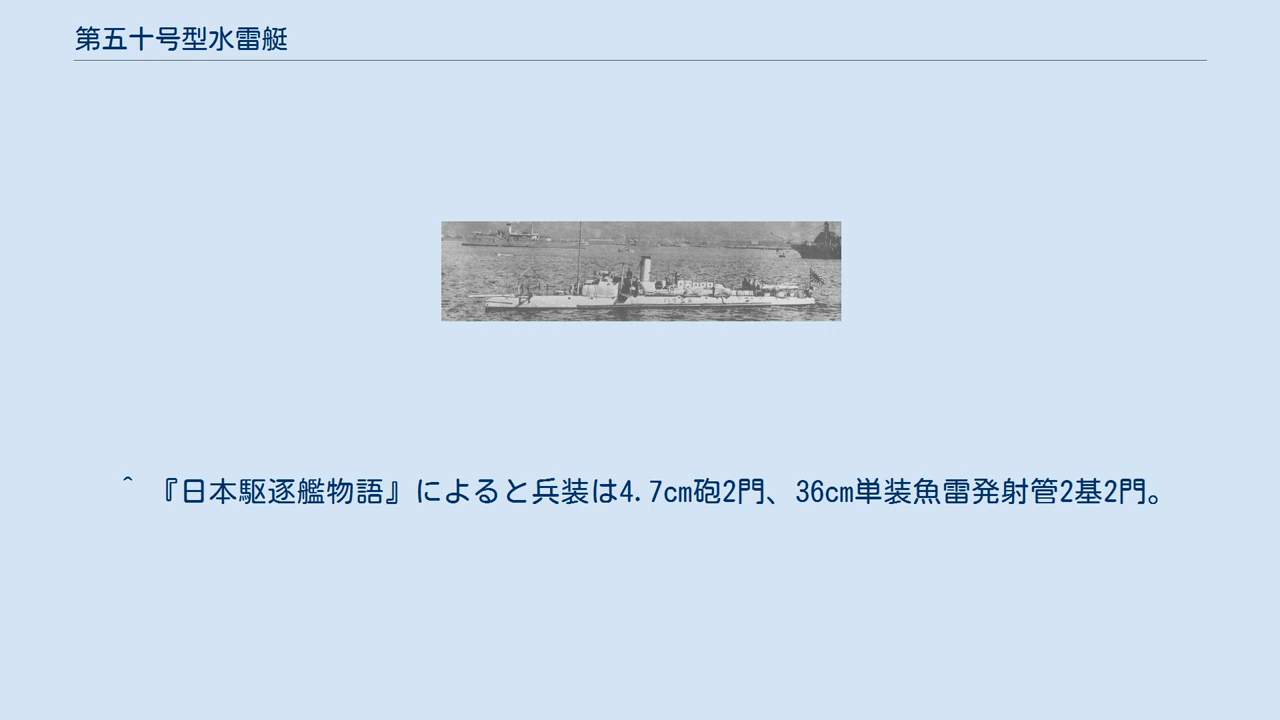 第五十号型水雷艇
^ 『日本駆逐艦物語』によると兵装は4.7cm砲2門、36cm単装魚雷発射管2基2門。